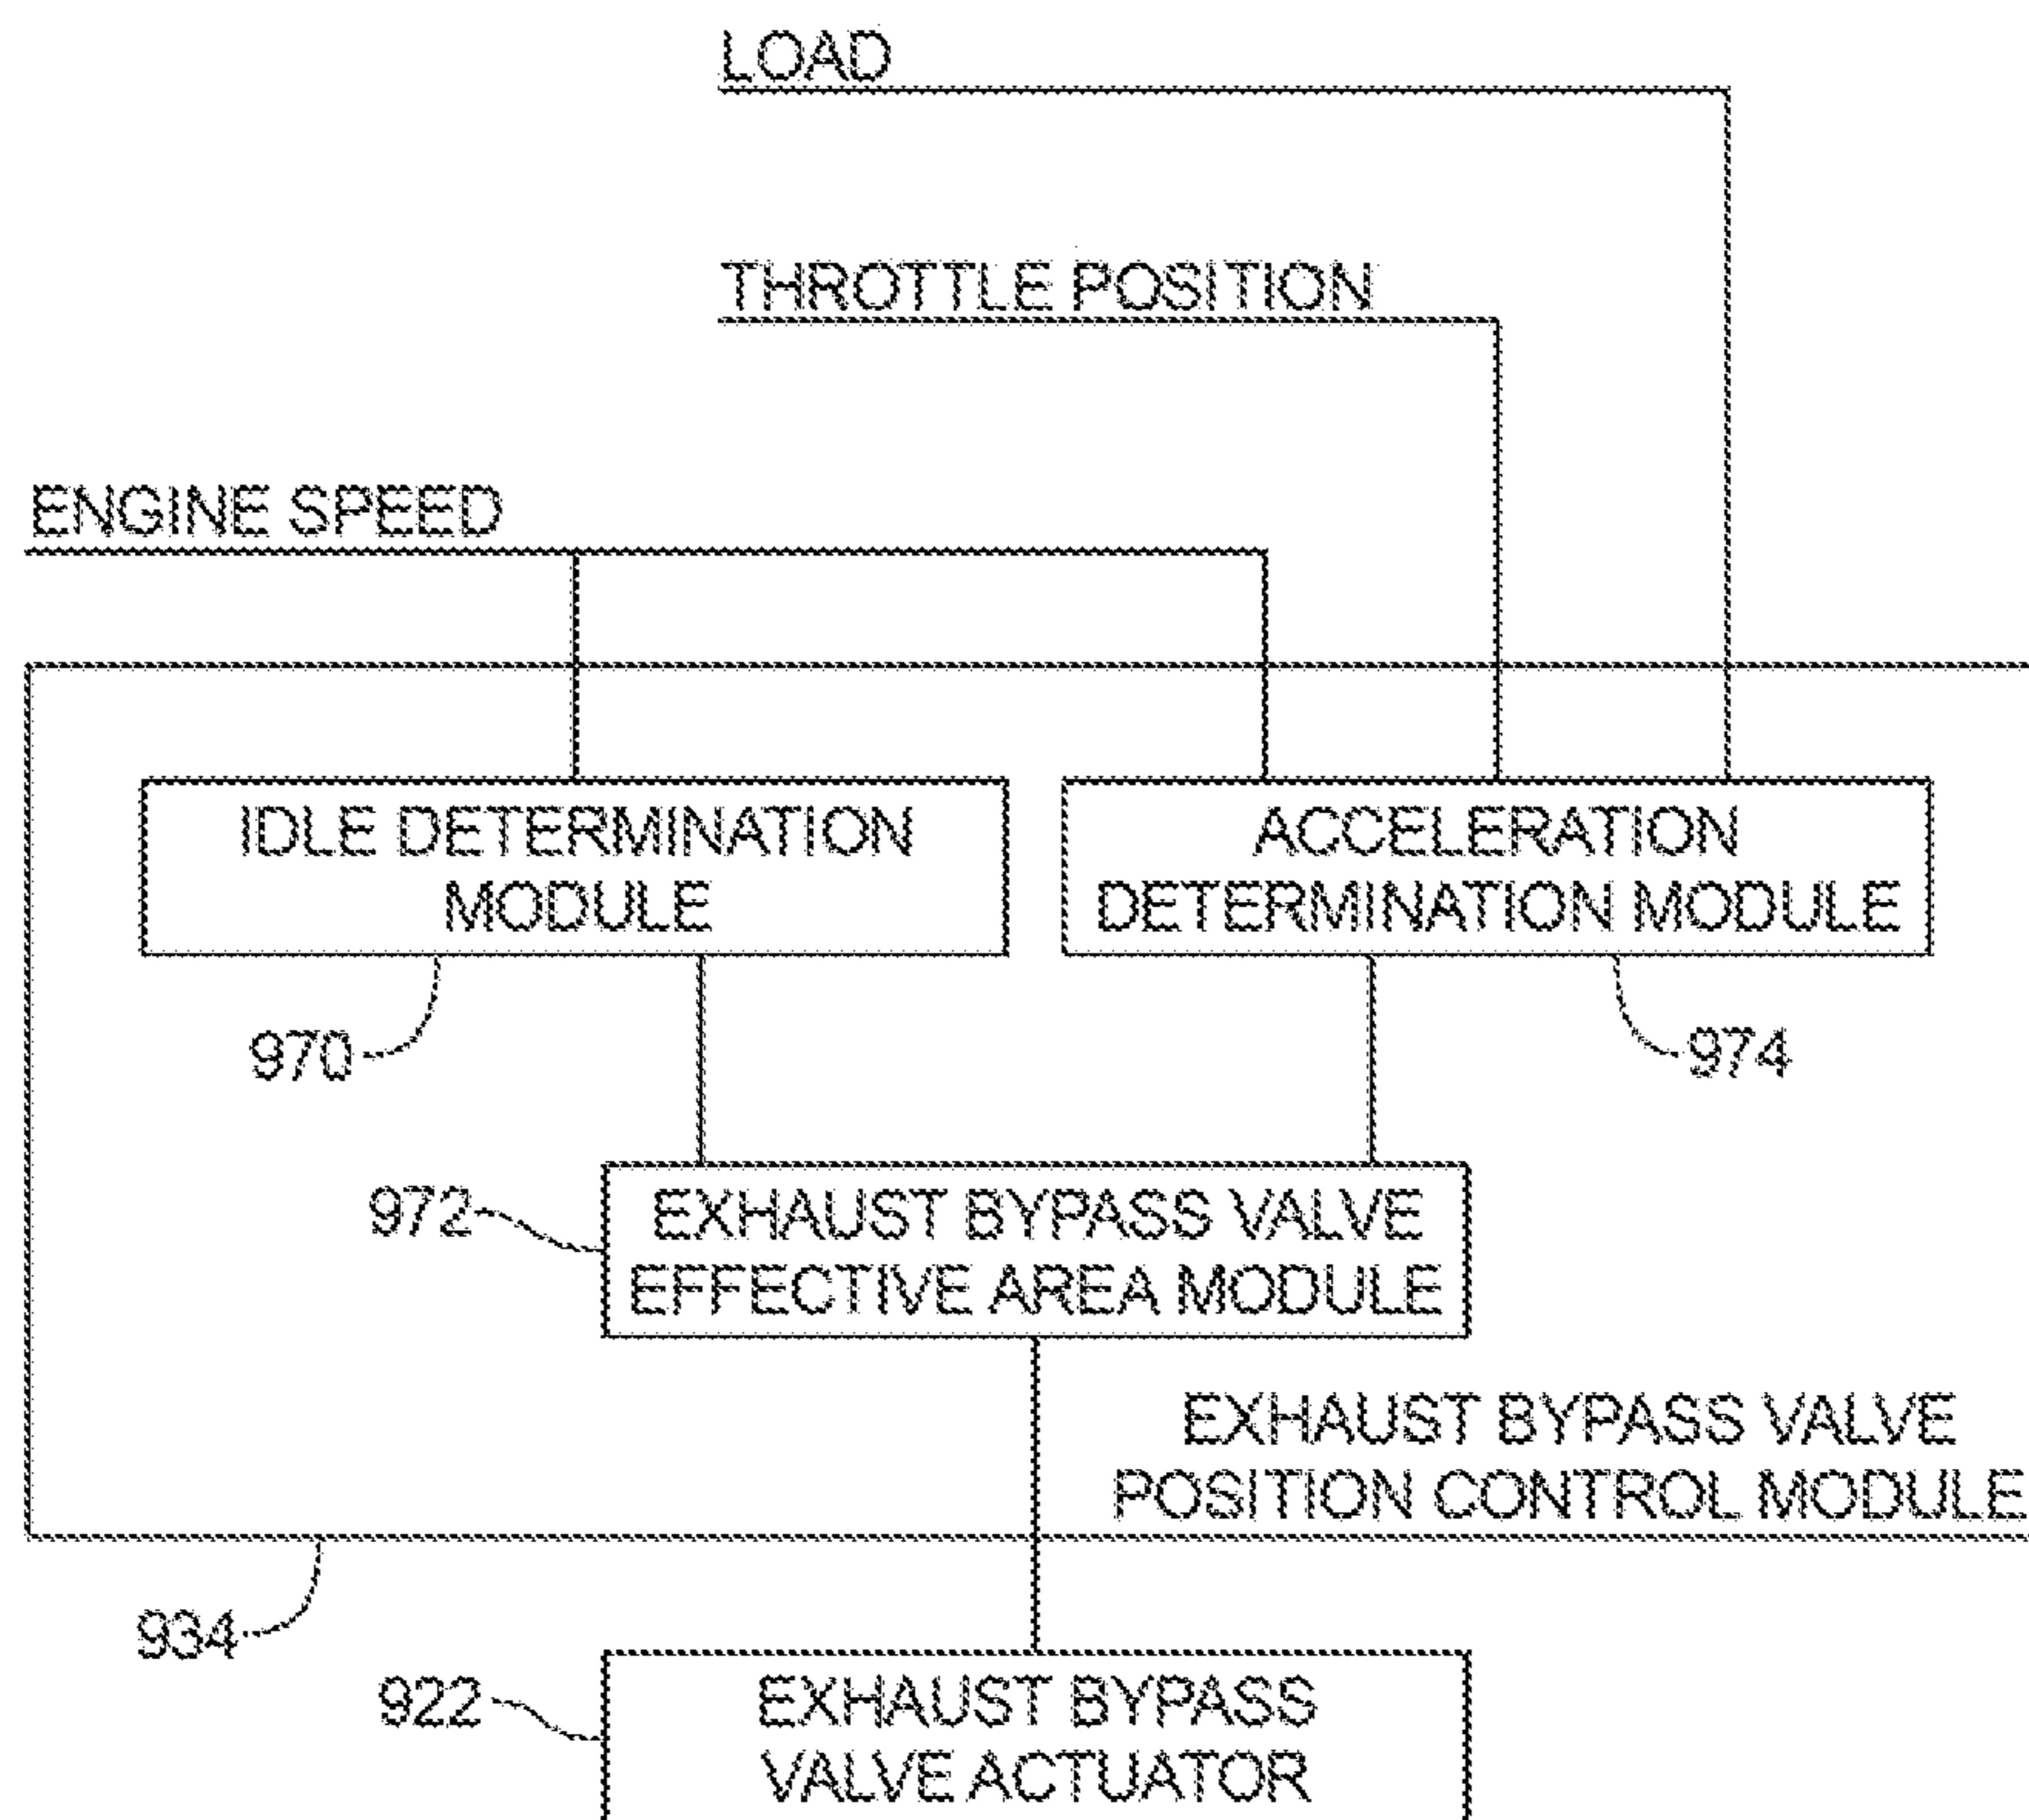 LOAD
THROTTLE POSITION
ENGINE SPEED
IDLE DETERMINATION
MODULE
ACCELERATION
DETERMINATION MODULE
970
974
972
EXHAUST BYPASS VALVE
EFFECTIVE AREA MODULE
EXHAUST BYPASS VALVE
POSITION CONTROL MODULE
934
922
EXHAUST BYPASS
VALVE ACTUATOR